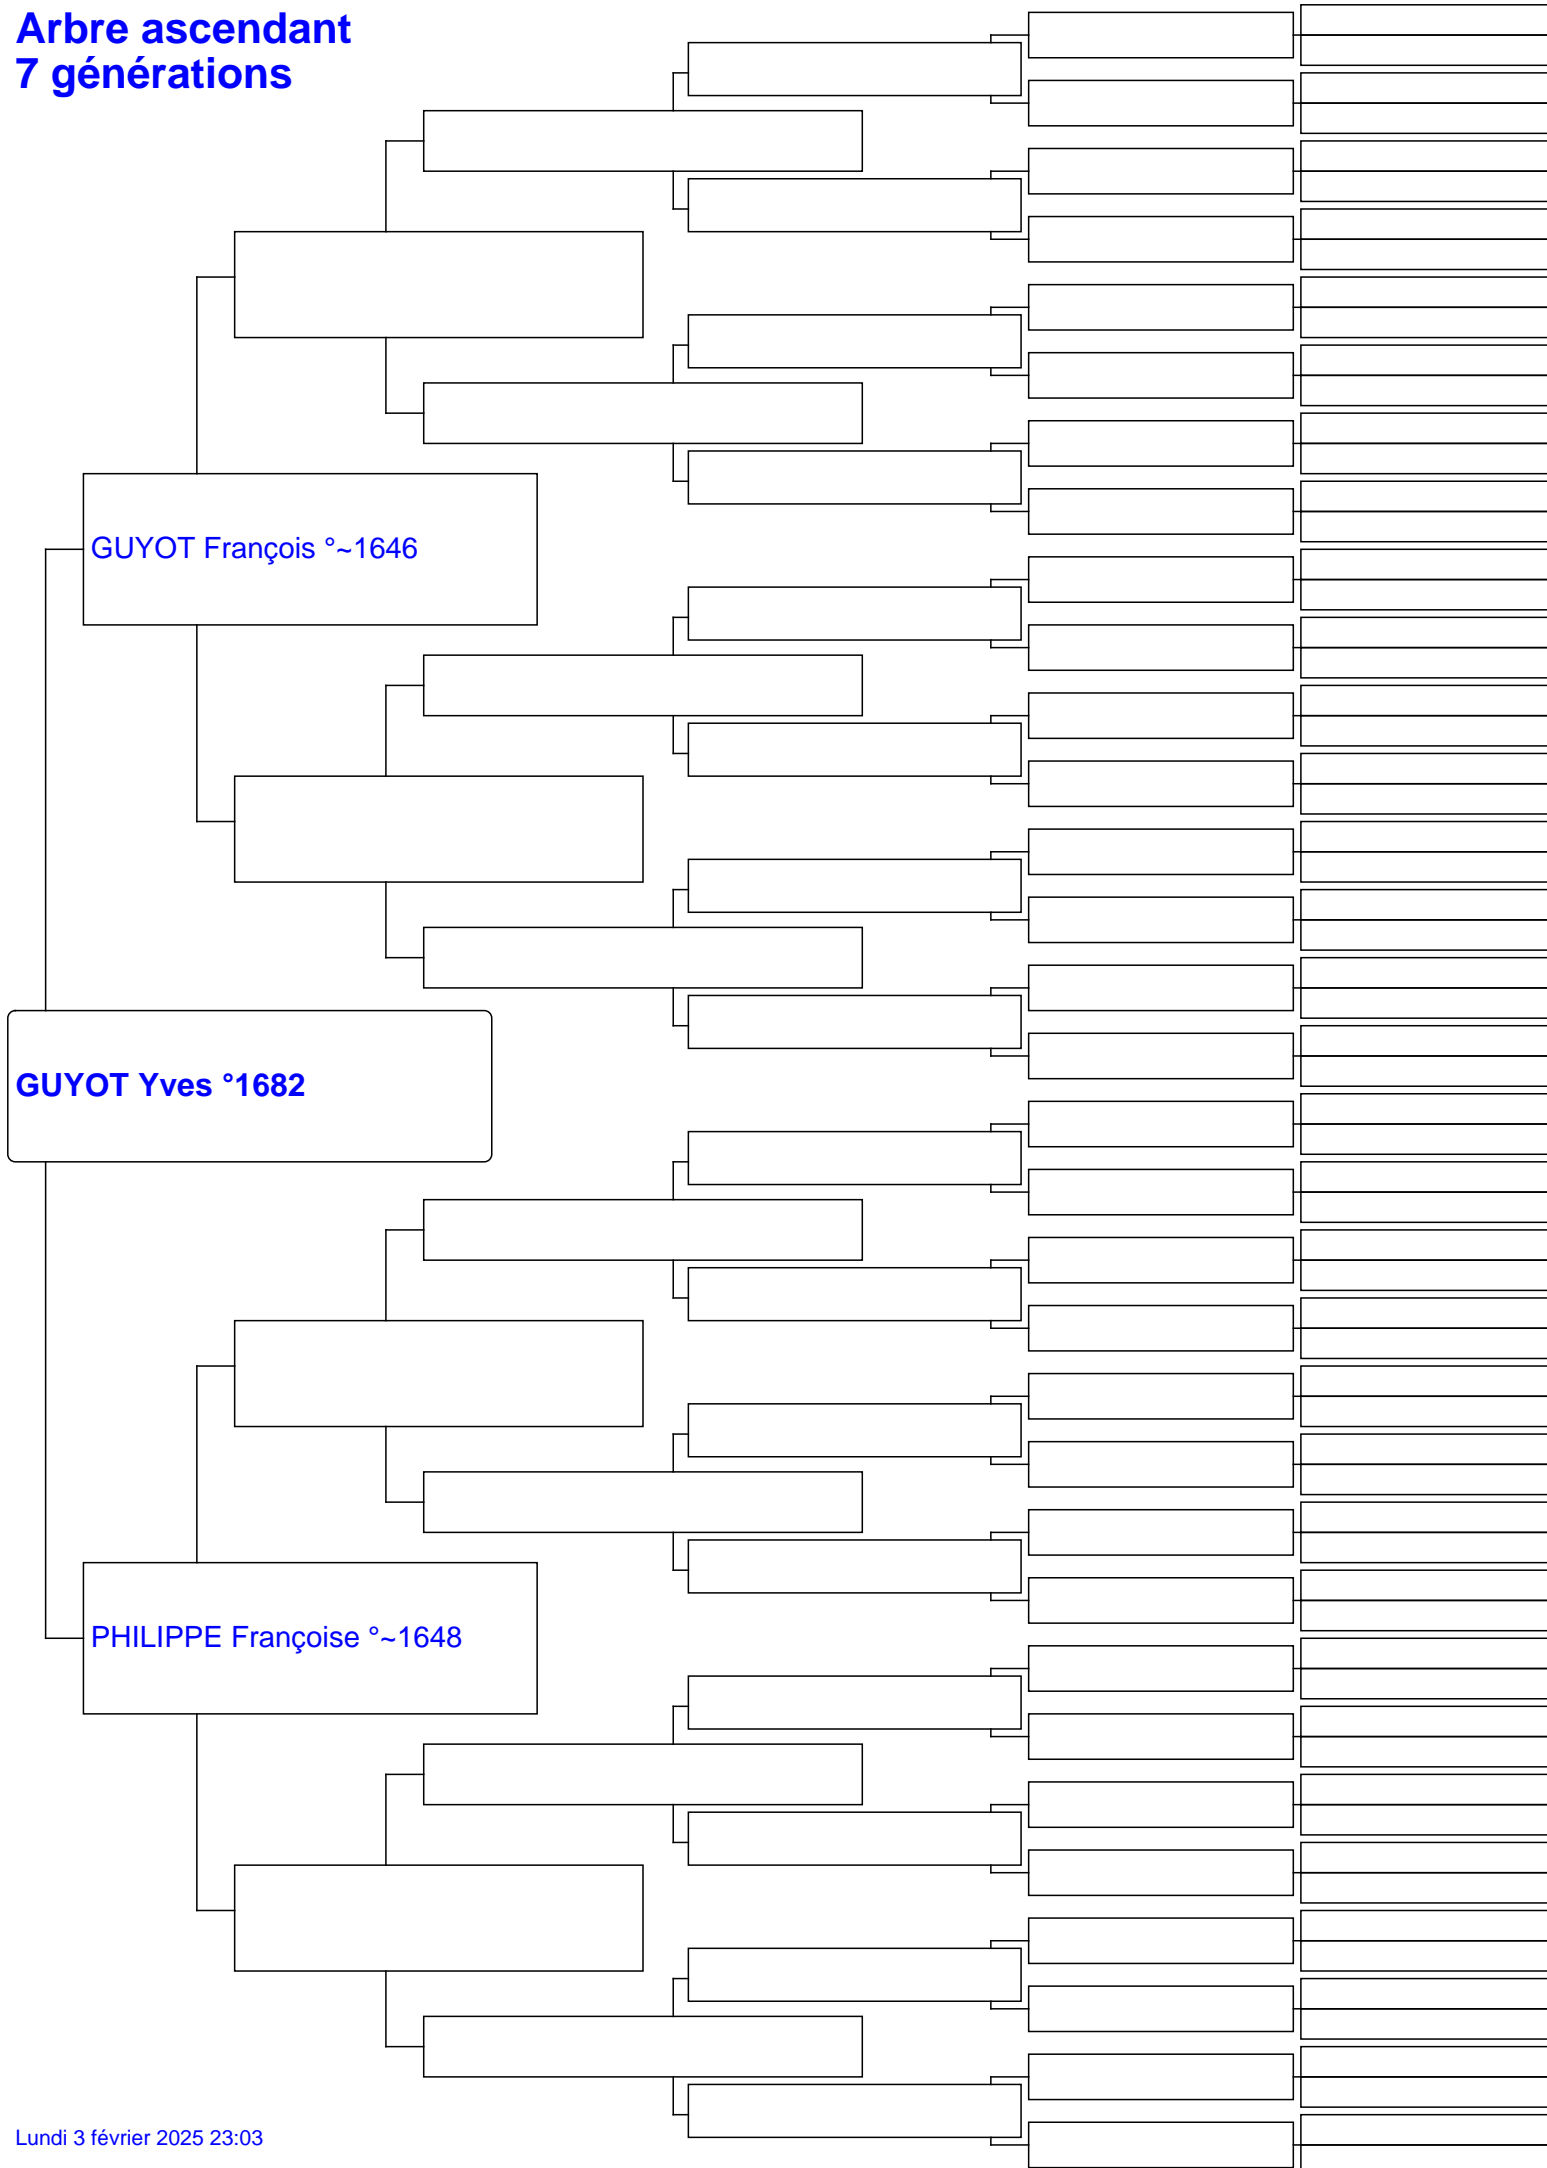 Arbre ascendant
7 générations
GUYOT François °~1646
GUYOT Yves °1682
PHILIPPE Françoise °~1648
Lundi 3 février 2025 23:03